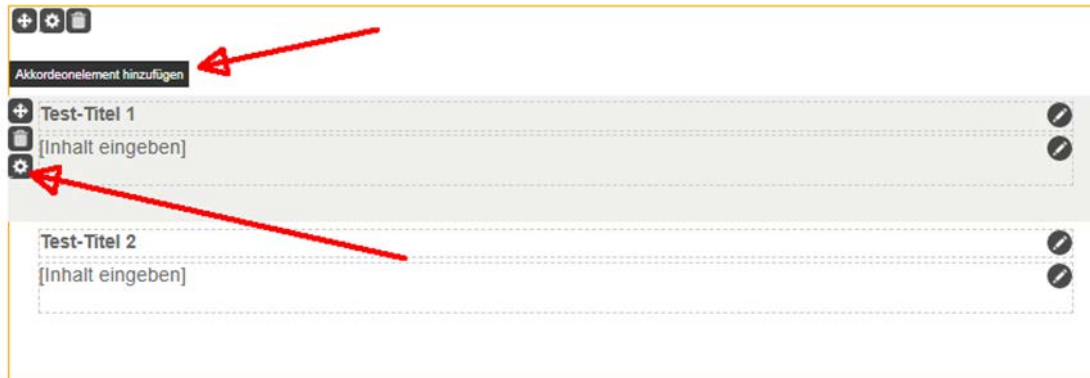 Akkordeonelement hinzufügen
Test-Titel 1
[Inhalt eingeben]
Test-Titel 2
[Inhalt eingeben]